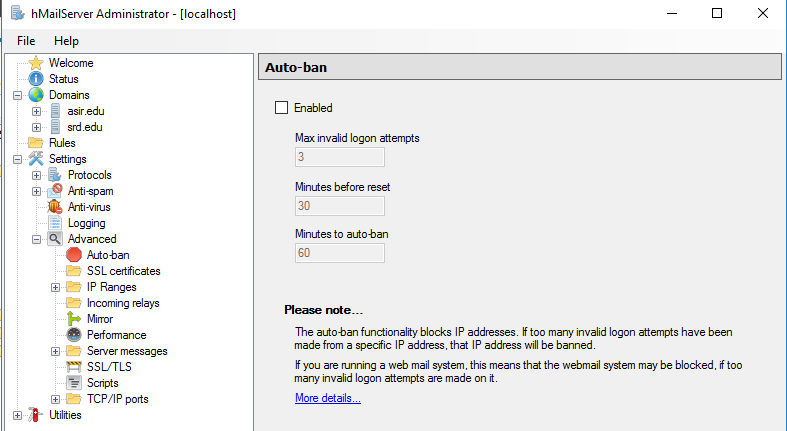 hMailServer Administrator - [localhost]
File Help
Welcome
Status
Domains
asir.edu
srd.edu
Rules
Settings
Protocols
Anti-spam
Anti-virus
Logging
Advanced
Auto-ban
SSL certificates
IP Ranges
Incoming relays
Mirror
Performance
Server messages
SSL/TLS
Scripts
TCP/IP ports
Utilities
Auto-ban
Enabled
Max invalid logon attempts
3
Minutes before reset
30
Minutes to auto-ban
60
Please note...
The auto-ban functionality blocks IP addresses. If too many invalid logon attempts have been
made from a specific IP address, that IP address will be banned.
If you are running a web mail system, this means that the webmail system may be blocked, if too
many invalid logon attempts are made on it.
More details...